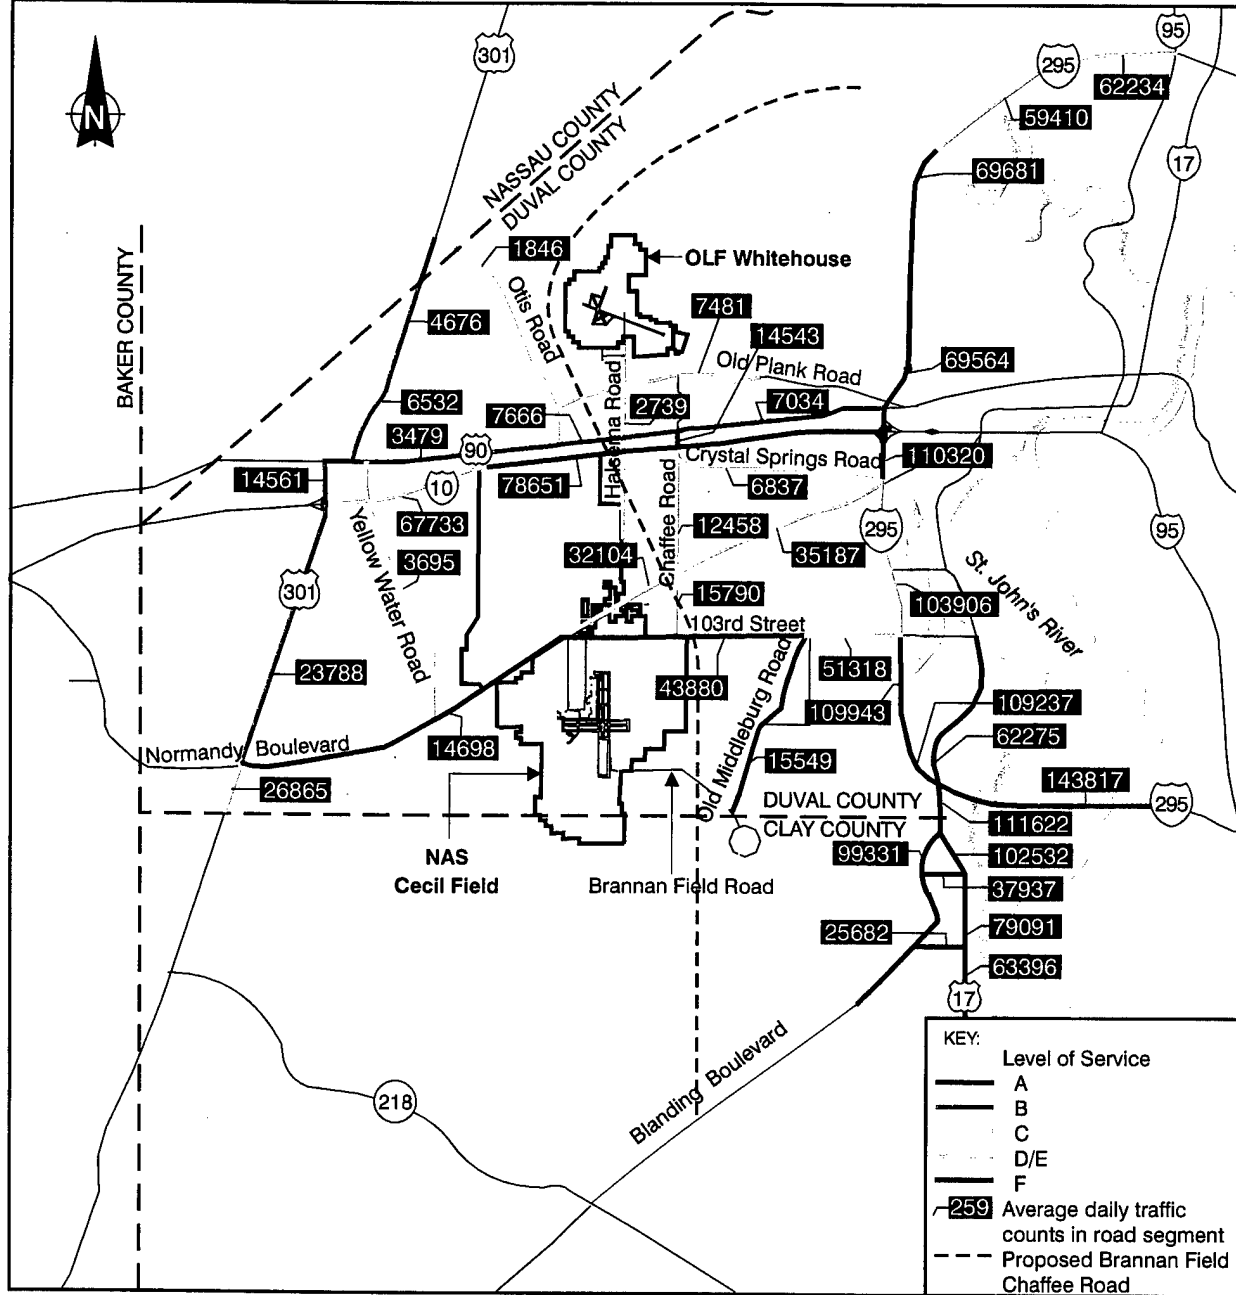 95
301
295
62234
59410
N
NASSAU COUNTY
DUVAL COUNTY
17
69681
1846
OLF Whitehouse
BAKER COUNTY
Otis Road
7481
4676
14543
69564
Old Plank Road
6532
Halsema Road
2739
7034
7666
3479
90
Crystal Springs Road
110320
14561
10
78651
6837
67733
Chaffee Road
12458
295
95
Yellow Water Road
35187
32104
3695
St. John's River
301
15790
103906
103rd Street
23788
43880
51318
Old Middleburg Road
109943
109237
Normandy Boulevard
14698
62275
15549
26865
143817
DUVAL COUNTY
295
111622
CLAY COUNTY
99331
102532
NAS
Cecil Field
Brannan Field Road
37937
25682
79091
63396
17
Blanding Boulevard
218
KEY:
Level of Service
A
B
C
D/E
F
259 Average daily traffic
counts in road segment
Proposed Brannan Field
Chaffee Road